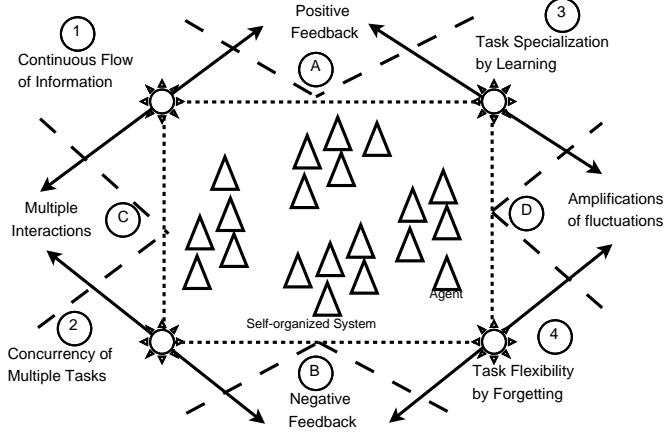 1
Positive
Feedback
3
Continuous Flow
of Information
Task Specialization
by Learning
A
Multiple
Interactions
C
D
Amplifications
of fluctuations
Agent
2
Self-organized System
4
Concurrency of
Multiple Tasks
B
Task Flexibility
by Forgetting
Negative
Feedback